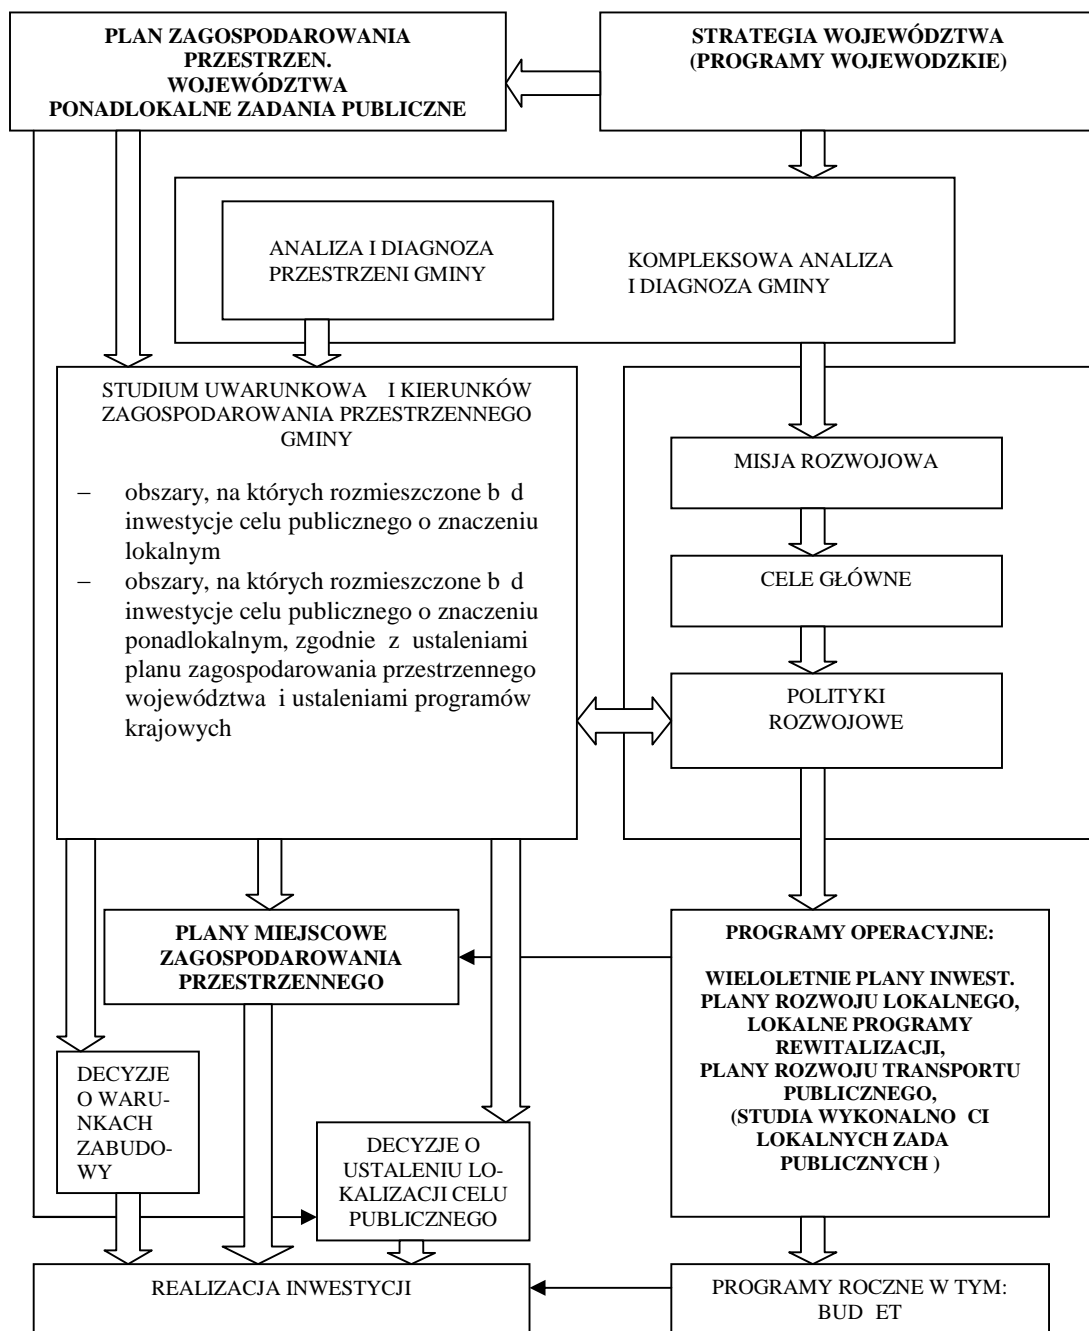 PLAN ZAGOSPODAROWANIA
PRZESTRZEN.
WOJEWÓDZTWA
PONADLOKALNE ZADANIA PUBLICZNE
STRATEGIA WOJEWÓDZTWA
(PROGRAMY WOJEWODZKIE)
ANALIZA I DIAGNOZA
PRZESTRZENI GMINY
KOMPLEKSOWA ANALIZA
I DIAGNOZA GMINY
STUDIUM UWARUNKOWA I KIERUNKÓW
ZAGOSPODAROWANIA PRZESTRZENNEGO
GMINY
– obszary, na których rozmieszczone b d
inwestycje celu publicznego o znaczeniu
lokalnym
– obszary, na których rozmieszczone b d
inwestycje celu publicznego o znaczeniu
ponadlokalnym, zgodnie z ustaleniami
planu zagospodarowania przestrzennego
województwa i ustaleniami programów
krajowych
MISJA ROZWOJOWA
CELE GŁÓWNE
POLITYKI
ROZWOJOWE
PLANY MIEJSCOWE
ZAGOSPODAROWANIA
PRZESTRZENNEGO
PROGRAMY OPERACYJNE:
WIELOLETNIE PLANY INWEST.
PLANY ROZWOJU LOKALNEGO,
LOKALNE PROGRAMY
REWITALIZACJI,
PLANY ROZWOJU TRANSPORTU
PUBLICZNEGO,
(STUDIA WYKONALNO CI
LOKALNYCH ZADA
PUBLICZNYCH )
DECYZJE
O WARU-
NKACH
ZABUDO-
WY
DECYZJE O
USTALENIU LO-
KALIZACJI CELU
PUBLICZNEGO
REALIZACJA INWESTYCJI
PROGRAMY ROCZNE W TYM:
BUD ET